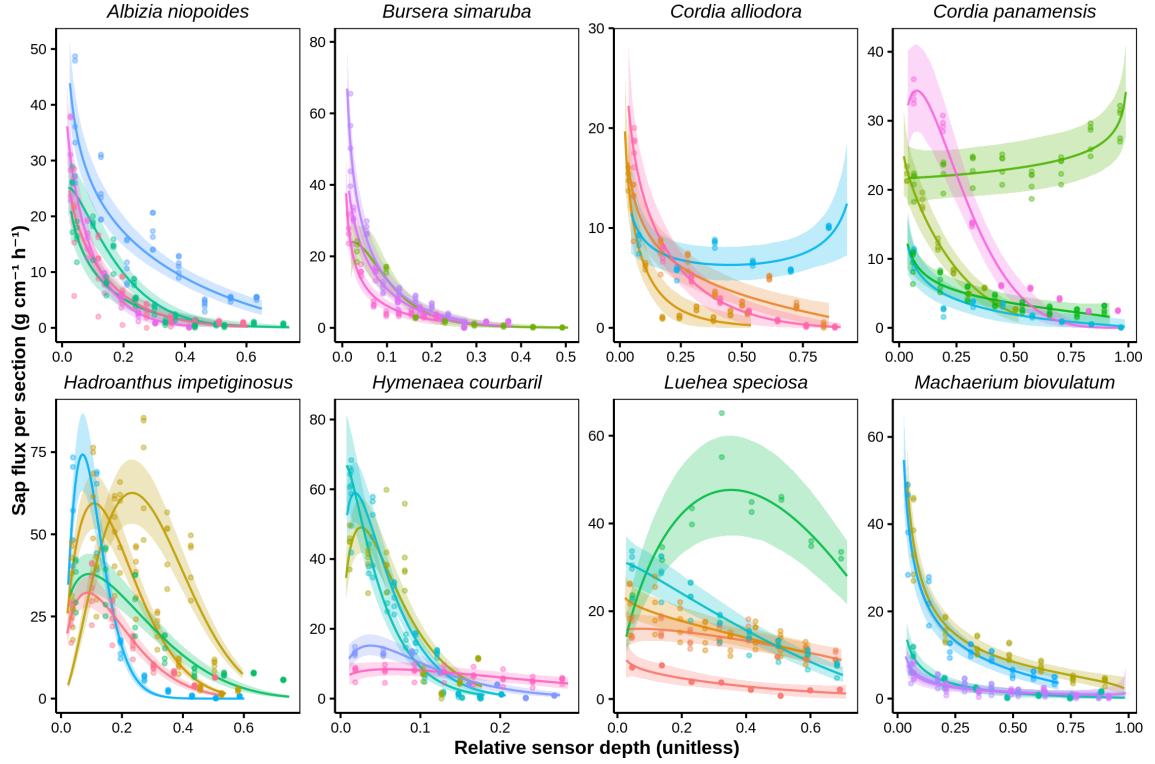 Albizia niopoides Bursera simaruba Cordia alliodora Cordia panamensis
50 40 30 20 10 0
80 60 40 20 0
30 20 10 0
40 30 20 10 0
0.0 0.2 0.4 0.6
0.0 0.1 0.2 0.3 0.4 0.5
0.00 0.25 0.50 0.75
0.00 0.25 0.50 0.75 1.00
Sap flux per section (g cm⁻¹ h⁻¹)
Hadroanthus impetiginosus Hymenaea courbaril Luehea speciosa Machaerium biovulatum
75 50 25 0
80 60 40 20 0
60 40 20 0
60 40 20 0
0.0 0.2 0.4 0.6
0.0 0.1 0.2
0.0 0.2 0.4 0.6
0.00 0.25 0.50 0.75 1.00
Relative sensor depth (unitless)